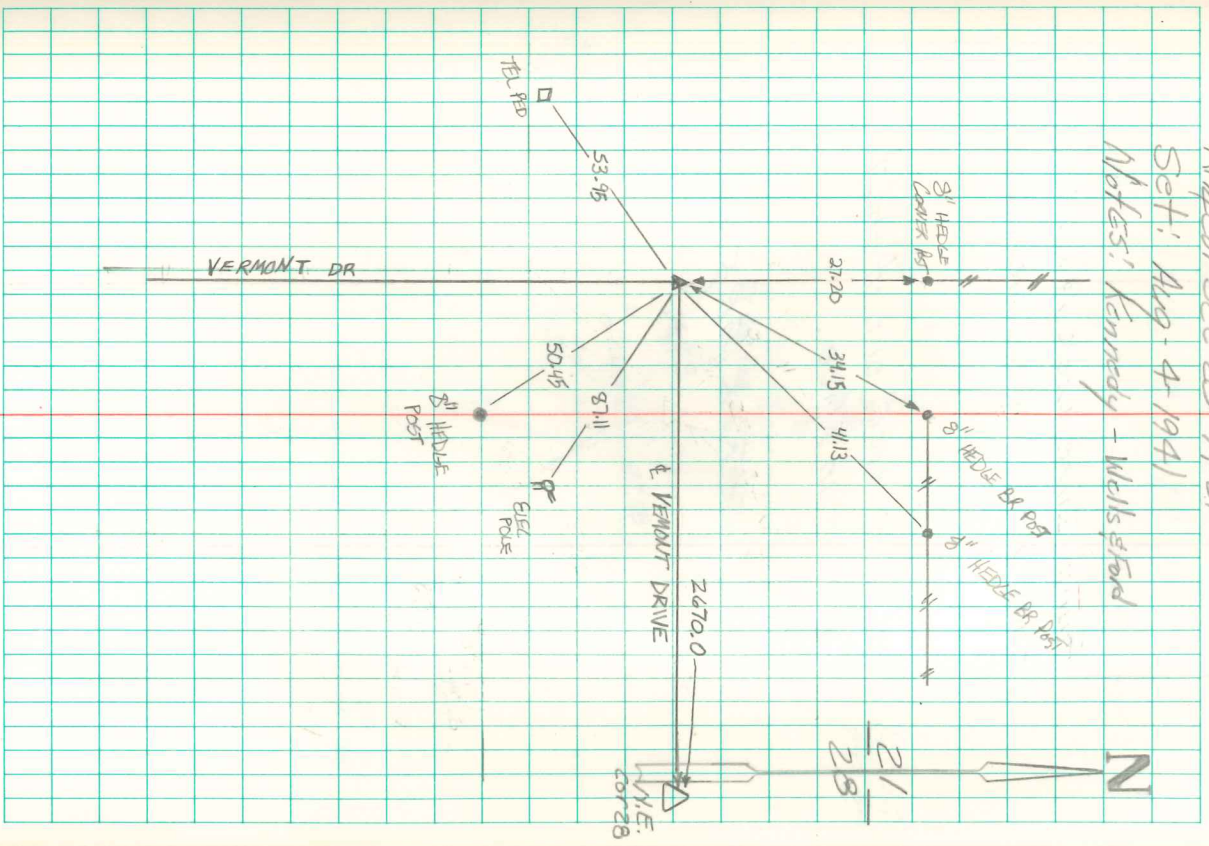 Set: Aug-4-1941
Notes: Kennedy - Wells & Ford
8" HEDGE
CORNER PST
27.20
34.15
41.13
8" HEDGE BR POST
8" HEDGE BR POST
TEL PED
53.95
VERMONT DR
50.45
87.11
8" HEDGE
POST
ELEC
POLE
℄ VEMONT DRIVE
2670.0
N
21
28
N.E.
Cor 28